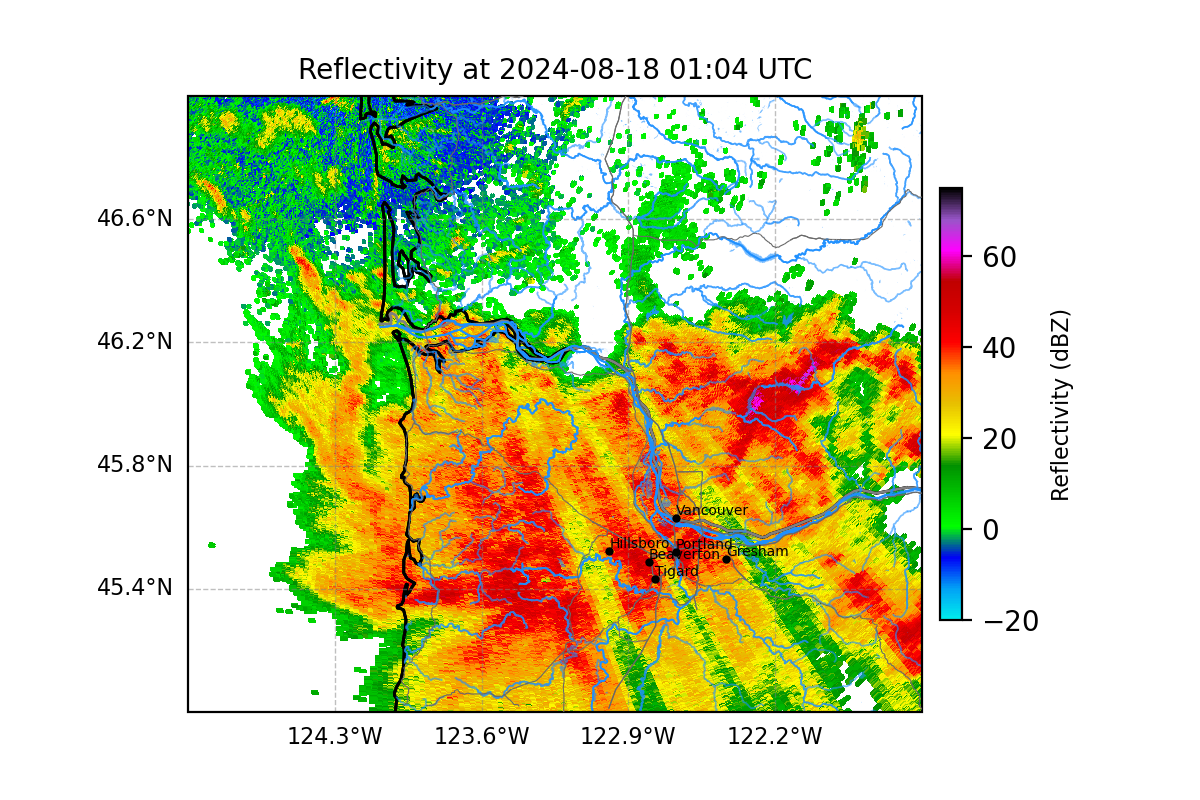 Reflectivity at 2024-08-18 01:04 UTC
46.6°N
46.2°N
45.8°N
45.4°N
124.3°W
123.6°W
122.9°W
122.2°W
Vancouver
Hillsboro
Portland
Beaverton
Gresham
Tigard
60
40
20
0
−20
Reflectivity (dBZ)